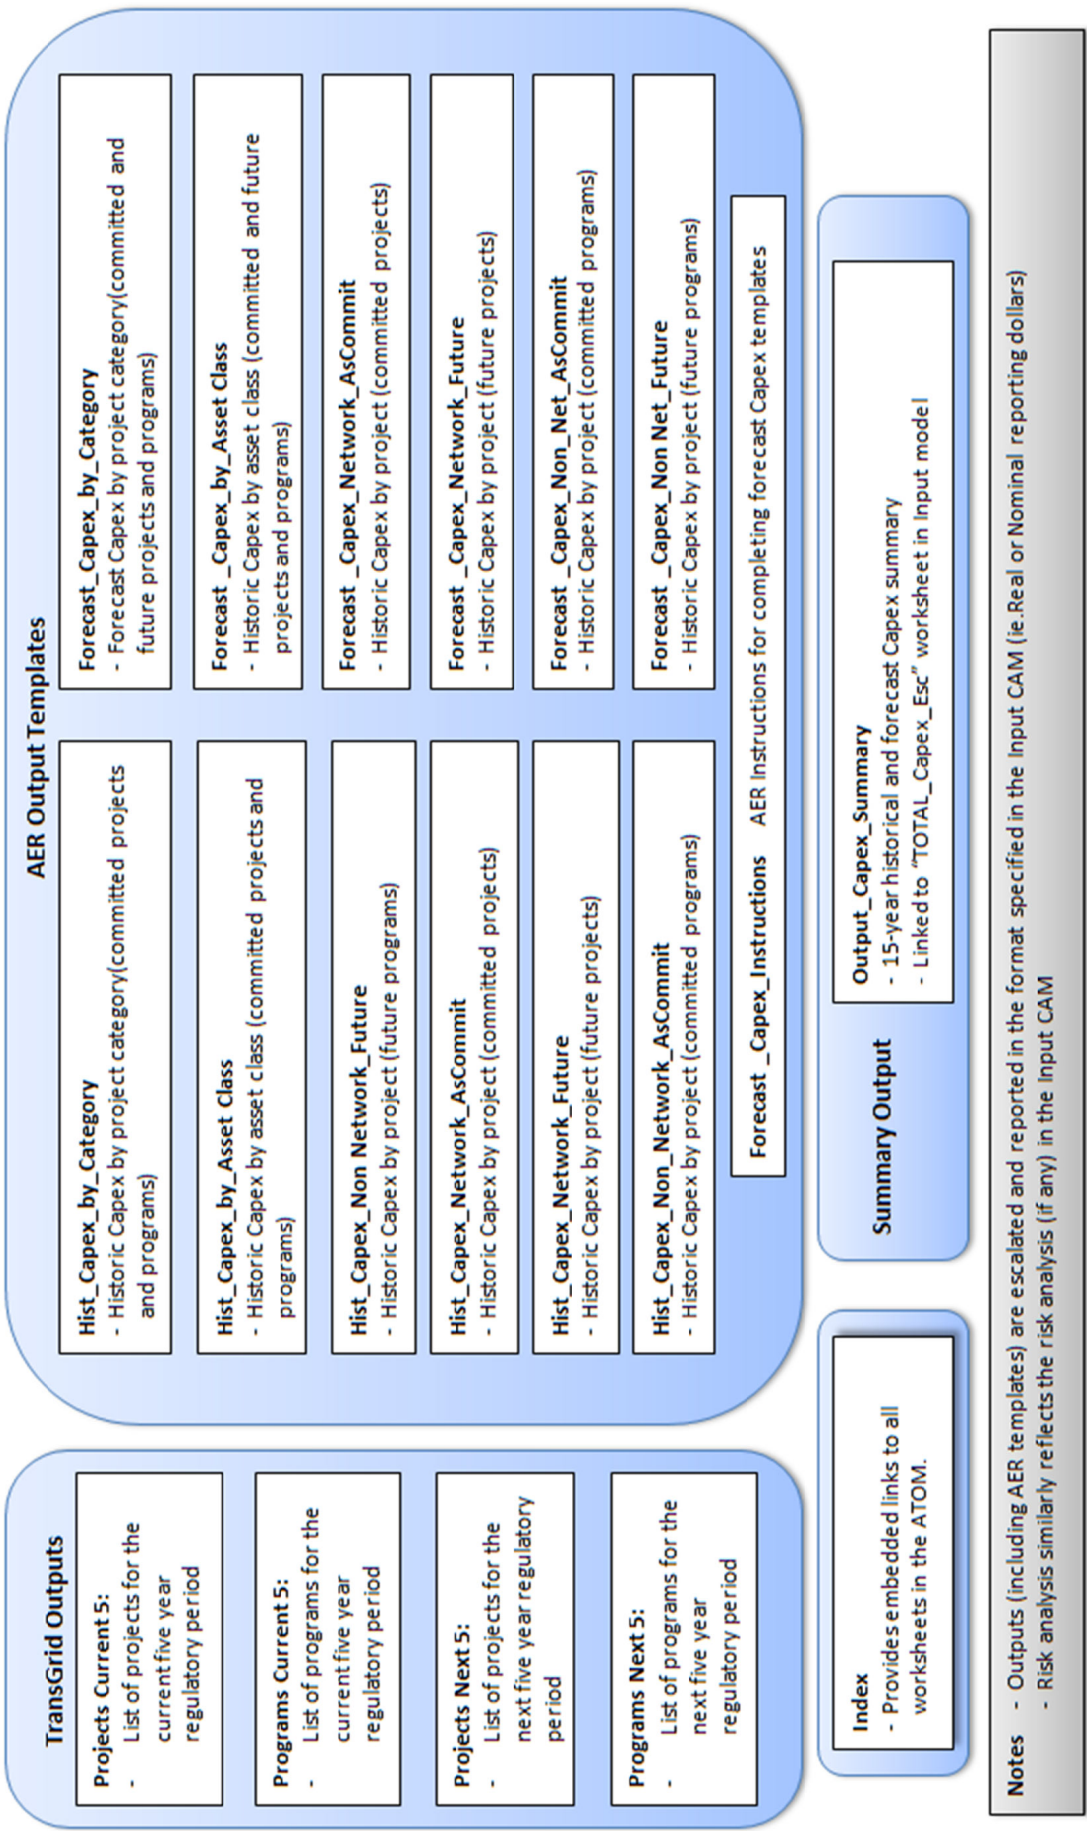 TransGrid Outputs
Projects Current 5:
- List of projects for the
current five year
regulatory period
Programs Current 5:
- List of programs for the
current five year
regulatory period
Projects Next 5:
- List of projects for the
next five year regulatory
period
Programs Next 5:
- List of programs for the
next five year
regulatory period
AER Output Templates
Hist_Capex_by_Category
- Historic Capex by project category(committed projects
and programs)
Hist_Capex_by_Asset Class
- Historic Capex by asset class (committed projects and
programs)
Hist_Capex_Non Network_Future
- Historic Capex by project (future programs)
Hist_Capex_Network_AsCommit
- Historic Capex by project (committed projects)
Hist_Capex_Network_Future
- Historic Capex by project (future projects)
Hist_Capex_Non_Network_AsCommit
- Historic Capex by project (committed programs)
Forecast_Capex_by_Category
- Forecast Capex by project category(committed and
future projects and programs)
Forecast _Capex_by_Asset Class
- Historic Capex by asset class (committed and future
projects and programs)
Forecast _Capex_Network_AsCommit
- Historic Capex by project (committed projects)
Forecast _Capex_Network_Future
- Historic Capex by project (future projects)
Forecast _Capex_Non_Net_AsCommit
- Historic Capex by project (committed programs)
Forecast _Capex_Non Net_Future
- Historic Capex by project (future programs)
Forecast _Capex_Instructions AER Instructions for completing forecast Capex templates
Index
- Provides embedded links to all
worksheets in the ATOM.
Summary Output
Output_Capex_Summary
- 15-year historical and forecast Capex summary
- Linked to "TOTAL_Capex_Esc" worksheet in Input model
Notes - Outputs (including AER templates) are escalated and reported in the format specified in the Input CAM (ie.Real or Nominal reporting dollars)
- Risk analysis similarly reflects the risk analysis (if any) in the Input CAM